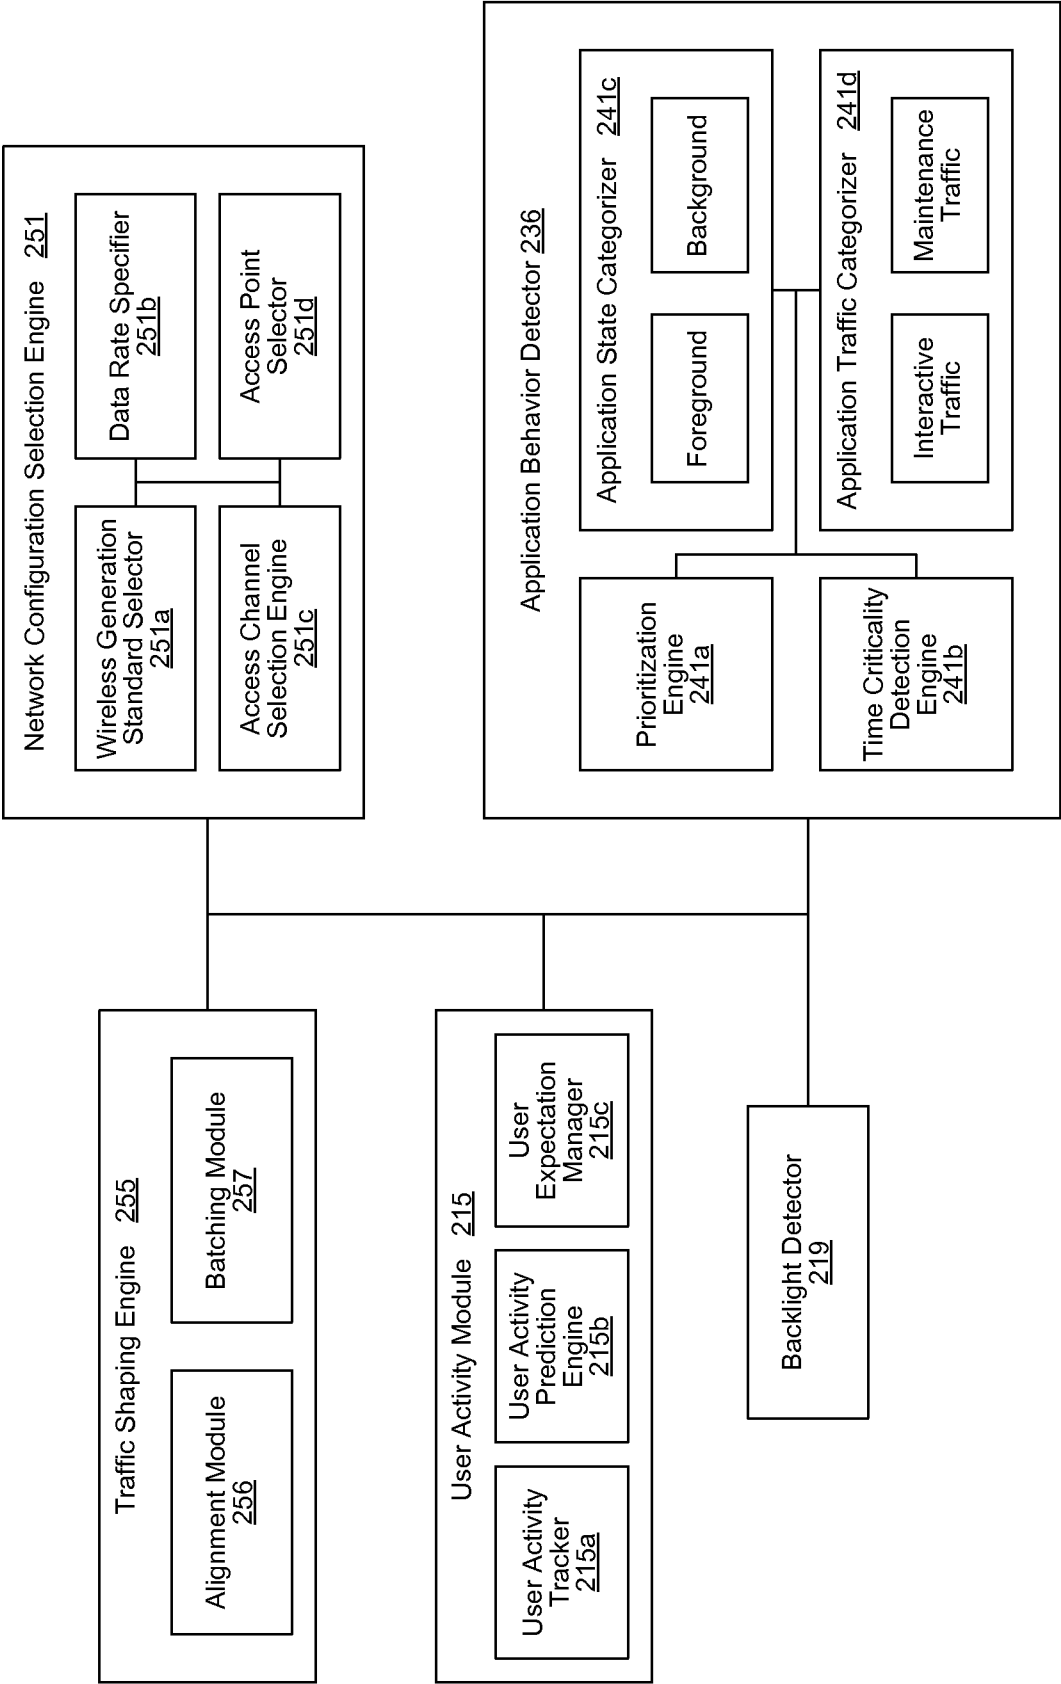 Traffic Shaping Engine 255
Alignment Module
256
Batching Module
257
Network Configuration Selection Engine 251
Wireless Generation
Standard Selector
251a
Data Rate Specifier
251b
Access Channel
Selection Engine
251c
Access Point
Selector
251d
User Activity Module 215
User Activity
Tracker
215a
User Activity
Prediction
Engine
215b
User
Expectation
Manager
215c
Backlight Detector
219
Application Behavior Detector 236
Prioritization
Engine
241a
Application State Categorizer 241c
Foreground
Background
Time Criticality
Detection
Engine
241b
Application Traffic Categorizer 241d
Interactive
Traffic
Maintenance
Traffic